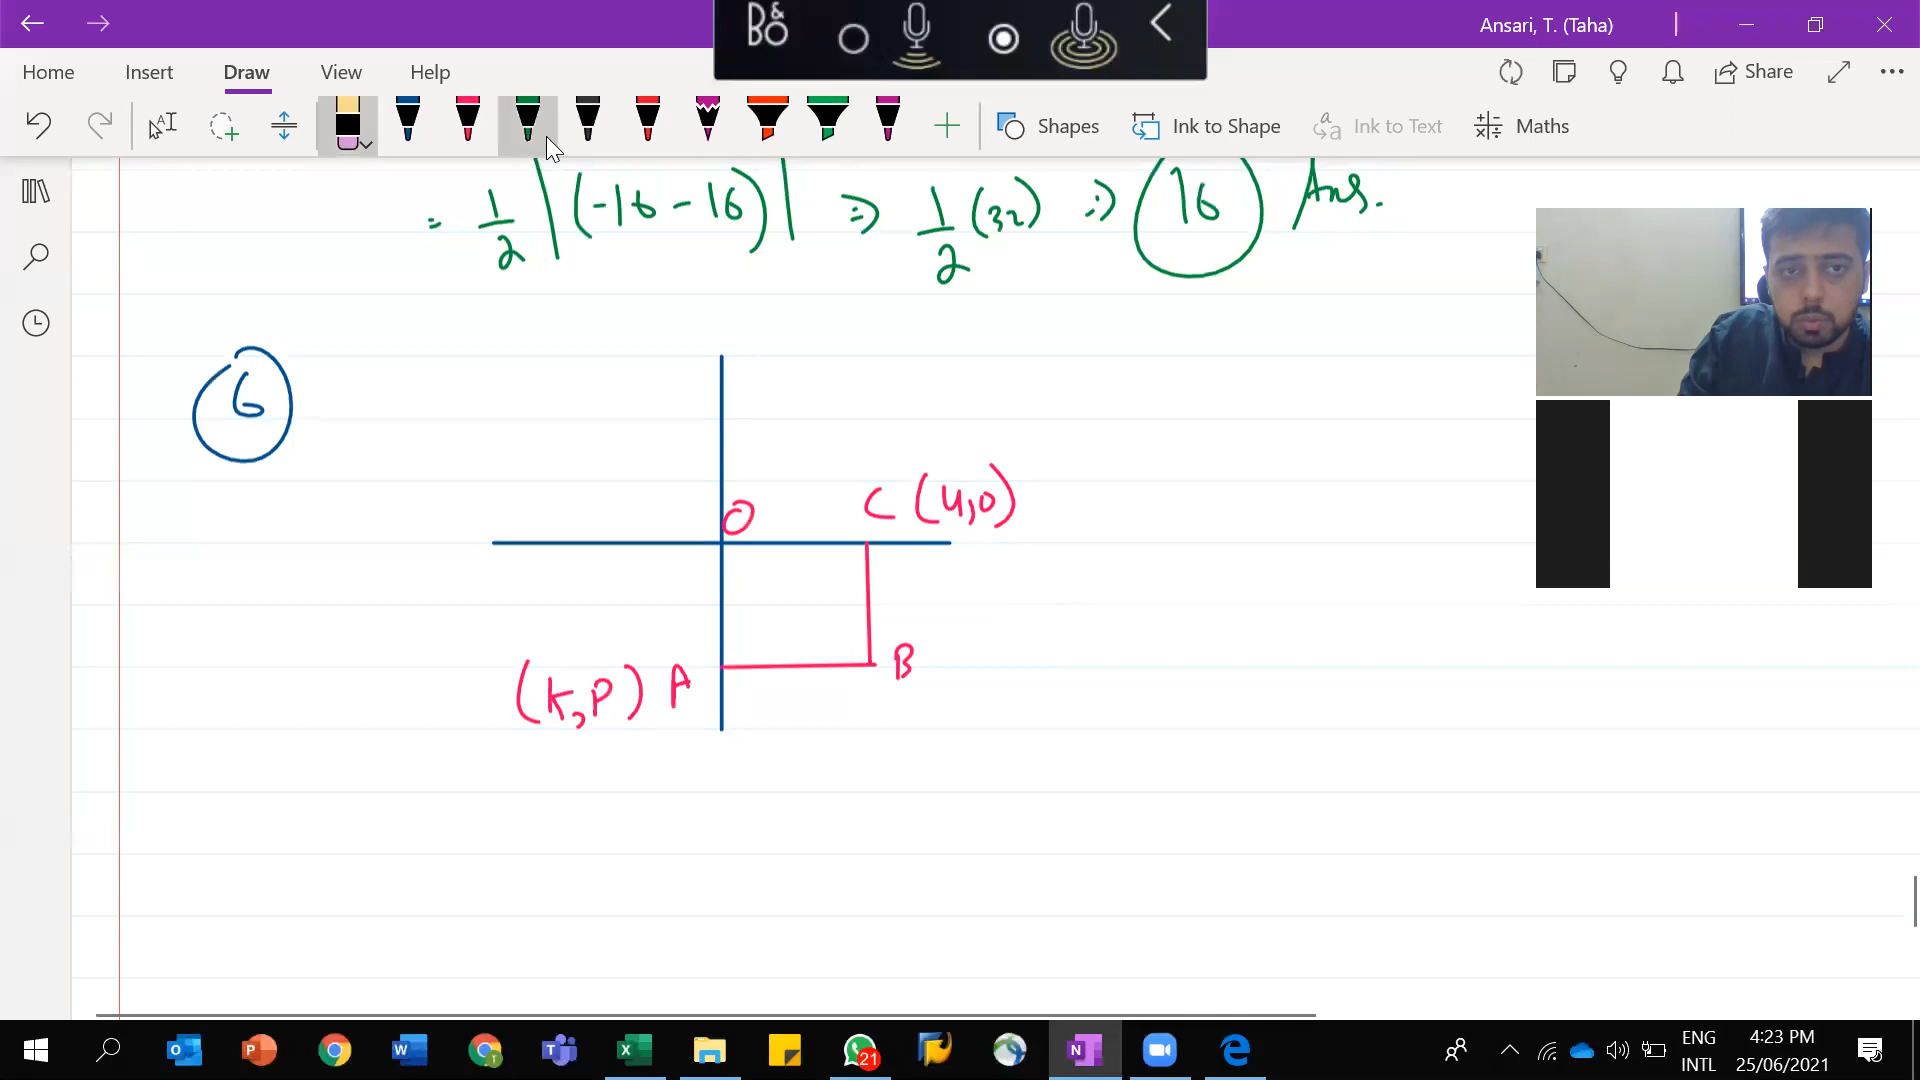 Ansari, T. (Taha)
B&O
Home Insert Draw View Help
Share
Shapes Ink to Shape Ink to Text Maths
= 1/2 |(-16 - 16)| ⇒ 1/2 (32) ⇒ 16 Ans.
6
O C (4,0)
(K,P) A B
21
ENG 4:23 PM
INTL 25/06/2021